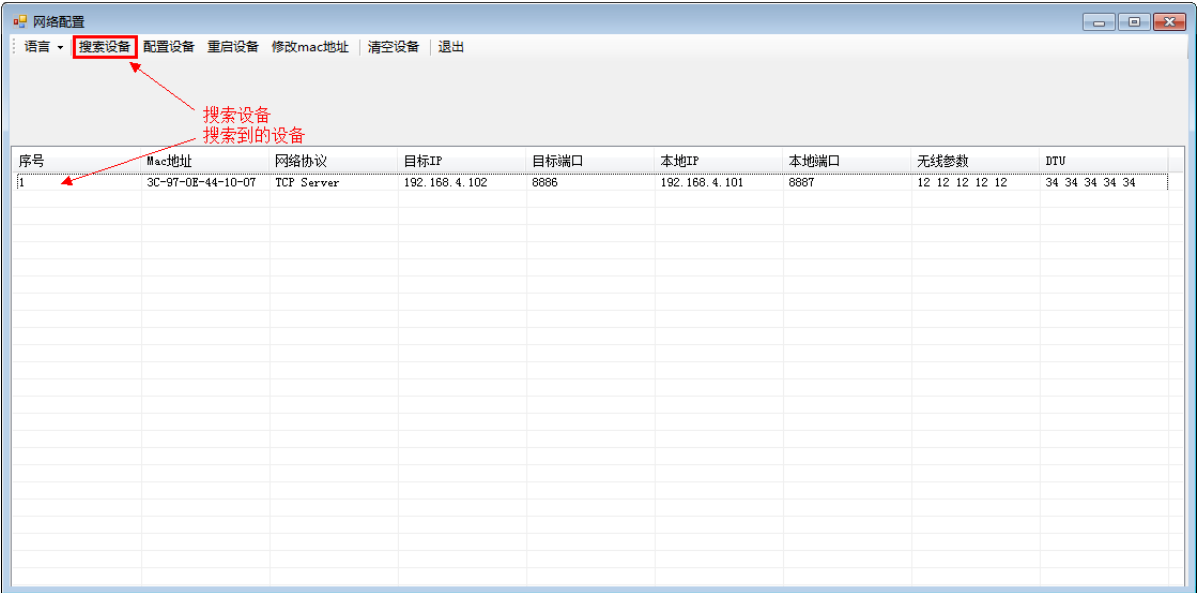 网络配置
语言 搜索设备 配置设备 重启设备 修改mac地址 清空设备 退出
搜索设备
搜索到的设备
序号 Mac地址 网络协议 目标IP 目标端口 本地IP 本地端口 无线参数 DTU
1 3C-97-0E-44-10-07 TCP Server 192.168.4.102 8886 192.168.4.101 8887 12 12 12 12 12 34 34 34 34 34